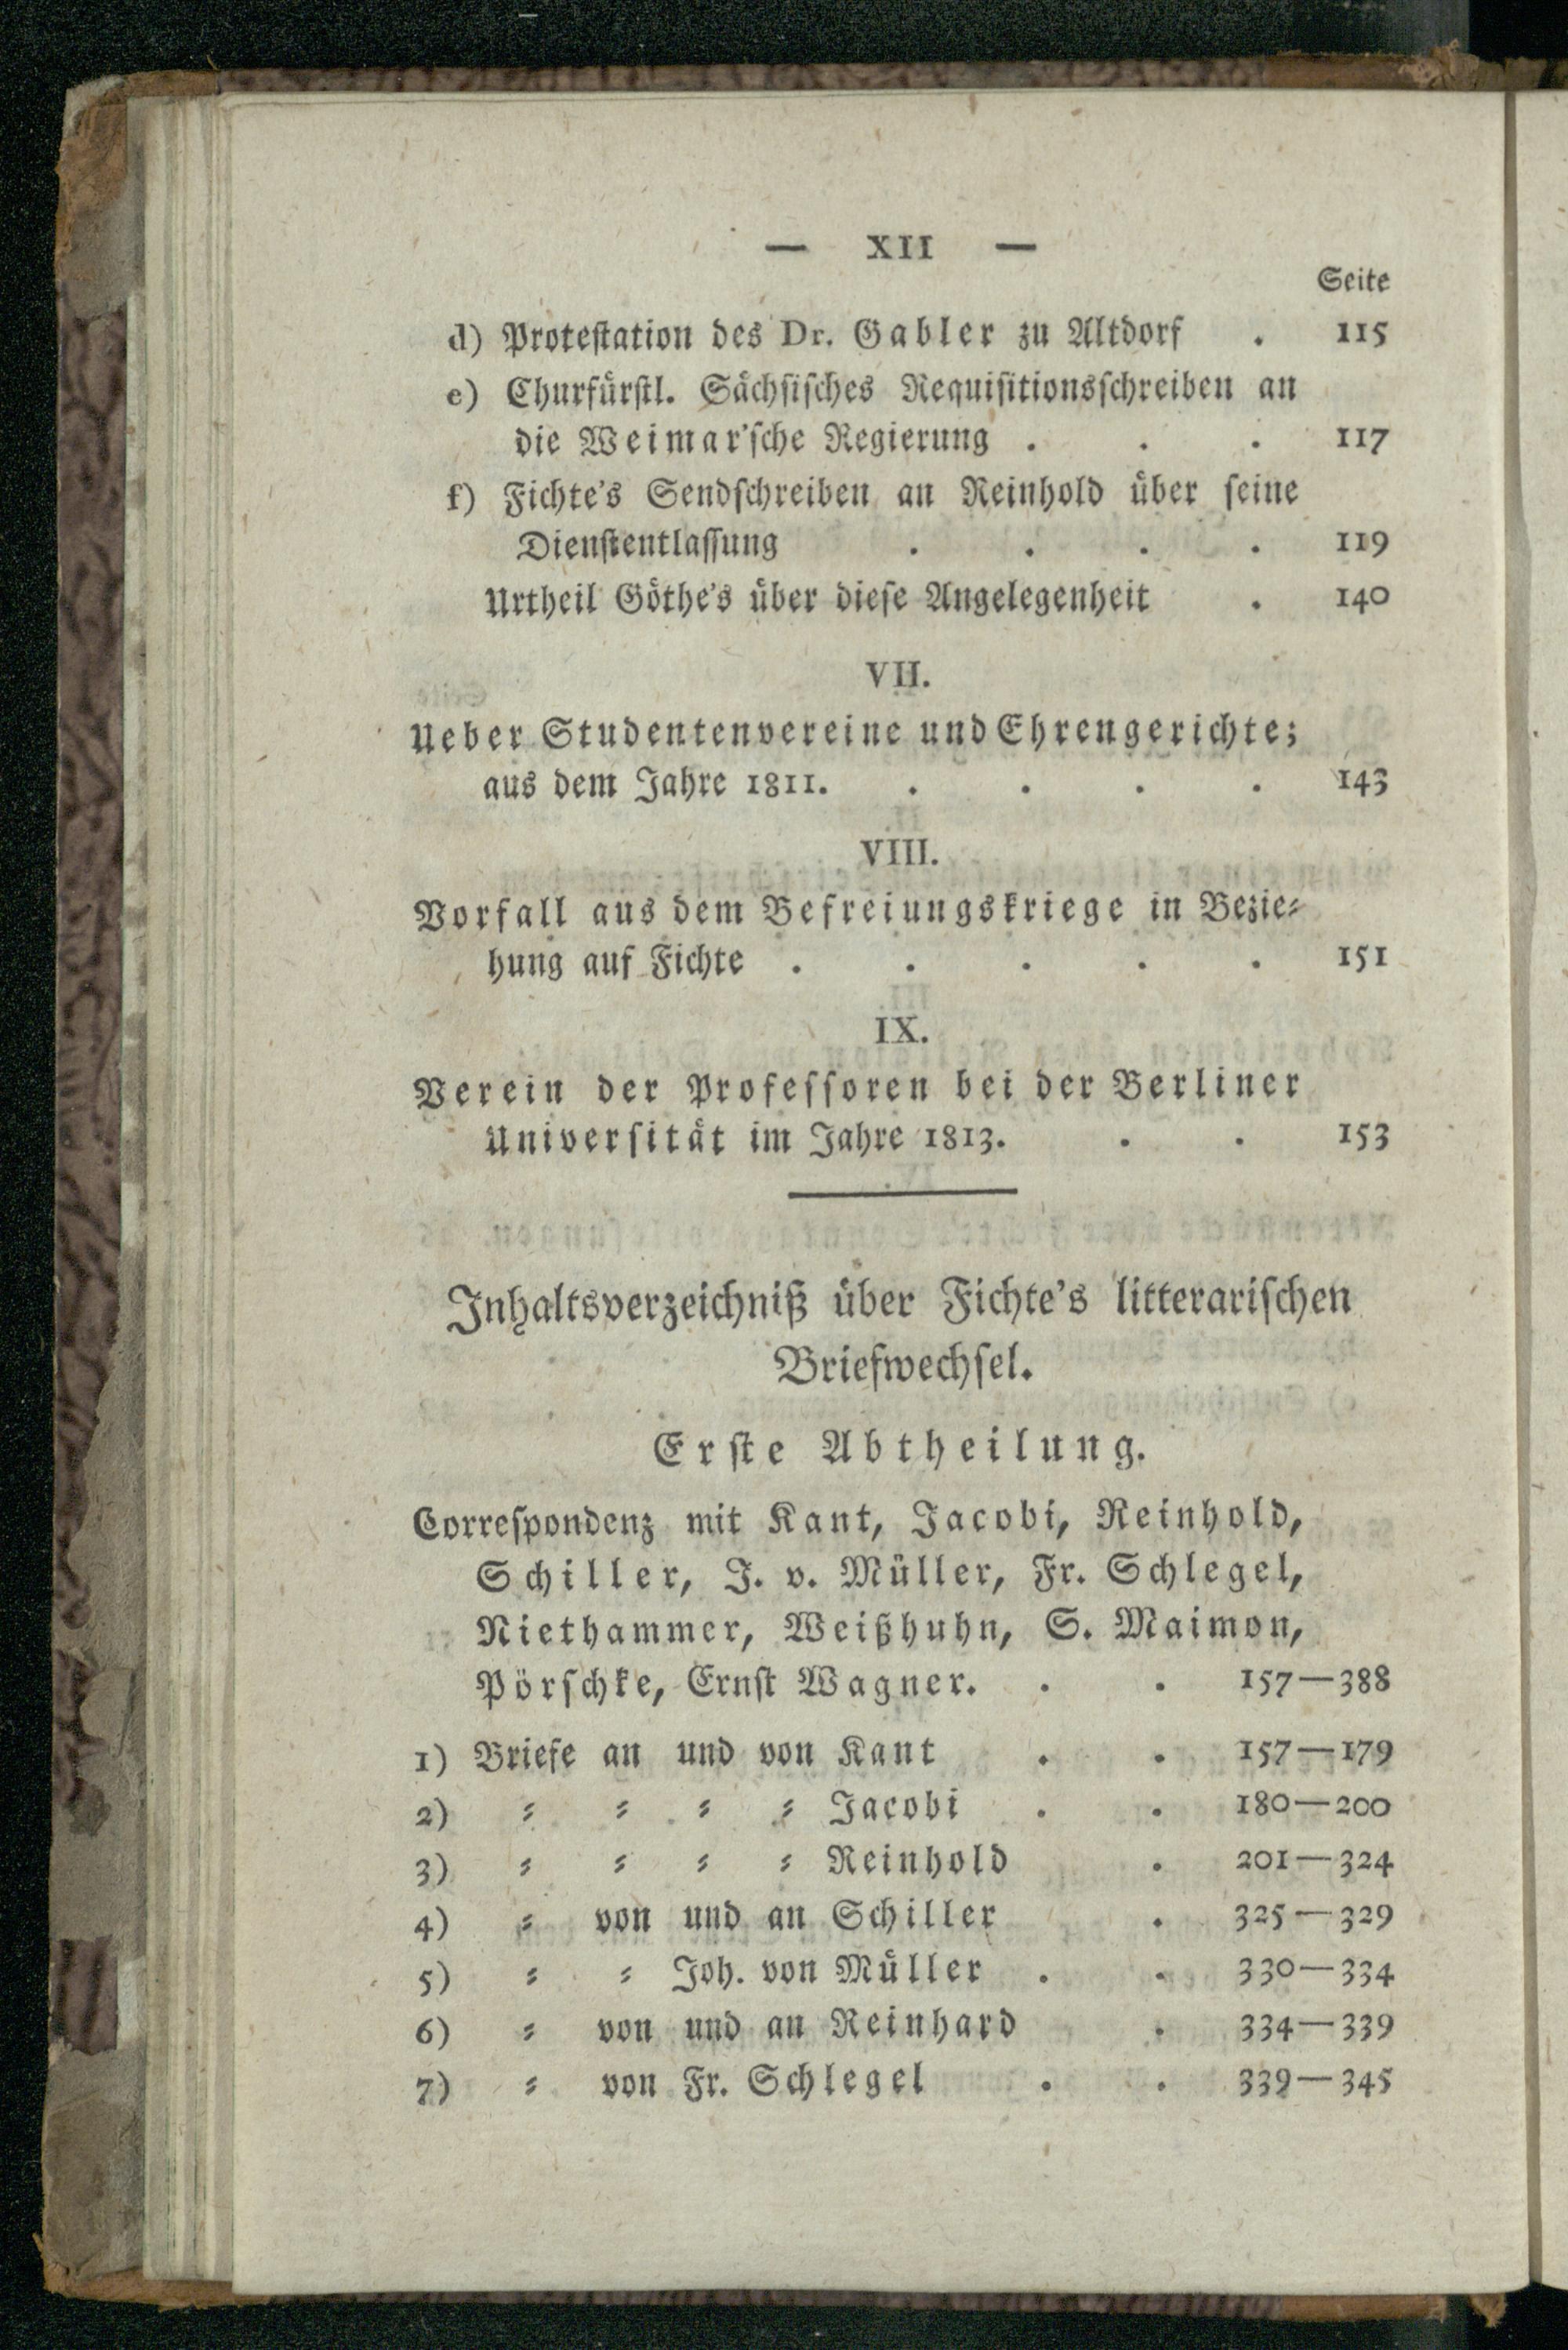 — XII —
Seite
d) Protestation des Dr. Gabler zu Altdorf . 115
e) Churfürstl. Sächsisches Requisitionsschreiben an
die Weimar'sche Regierung . . . 117
f) Fichte's Sendschreiben an Reinhold über seine
Dienstentlassung . . . . 119
Urtheil Göthe's über diese Angelegenheit . 140
VII.
Ueber Studentenvereine und Ehrengerichte;
aus dem Jahre 1811. . . . . 143
VIII.
Vorfall aus dem Befreiungskriege in Bezie-
hung auf Fichte . . . . . 151
IX.
Verein der Professoren bei der Berliner
Universität im Jahre 1813. . . 153
Inhaltsverzeichniß über Fichte's litterarischen
Briefwechsel.
Erste Abtheilung.
Correspondenz mit Kant, Jacobi, Reinhold,
Schiller, J. v. Müller, Fr. Schlegel,
Niethammer, Weißhuhn, S. Maimon,
Pörschke, Ernst Wagner. . . 157—388
1) Briefe an und von Kant . . 157—179
2) = = = = Jacobi . . 180—200
3) = = = = Reinhold . 201—324
4) = von und an Schiller . 325—329
5) = = Joh. von Müller . . 330—334
6) = von und an Reinhard . 334—339
7) = von Fr. Schlegel . . 339—345